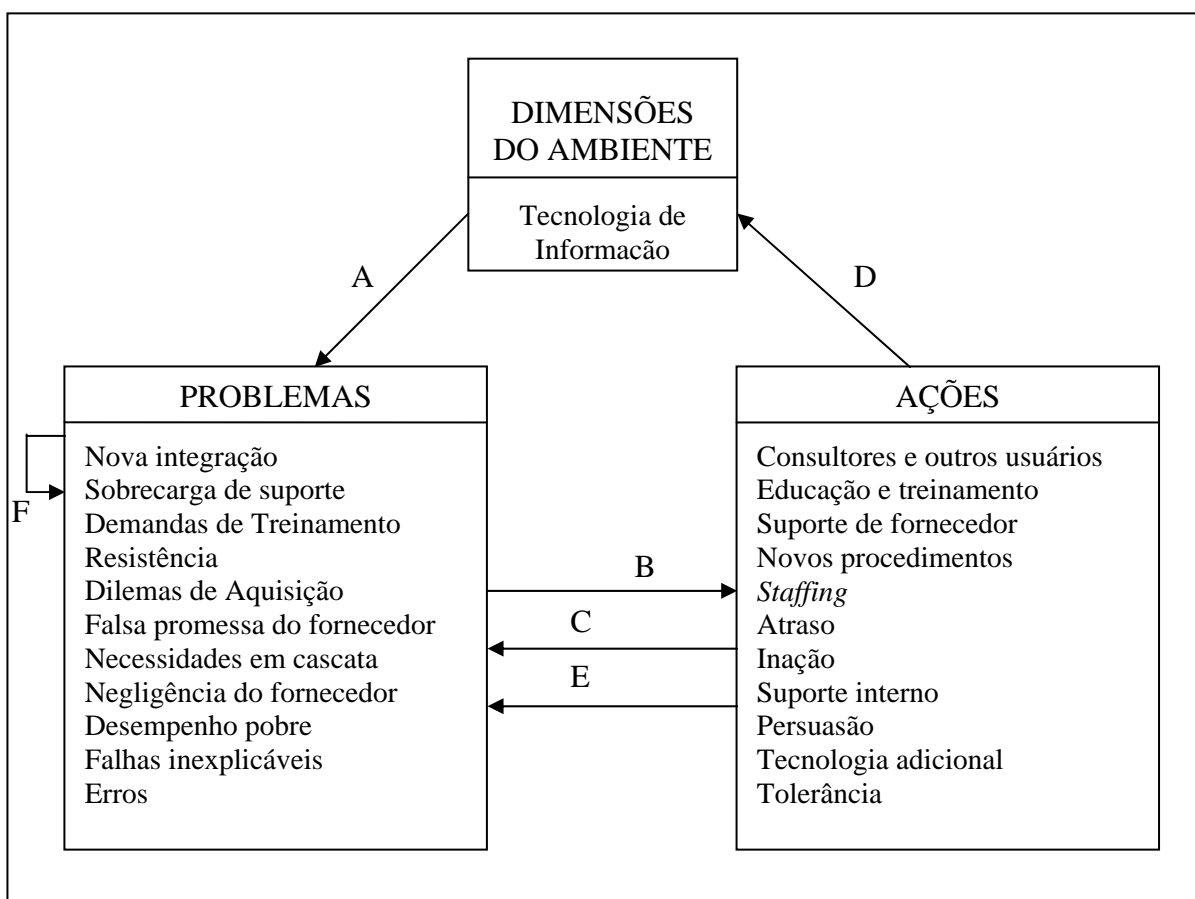 DIMENSÕES
DO AMBIENTE
Tecnologia de
Informacão
A
D
PROBLEMAS
Nova integração
Sobrecarga de suporte
Demandas de Treinamento
Resistência
Dilemas de Aquisição
Falsa promessa do fornecedor
Necessidades em cascata
Negligência do fornecedor
Desempenho pobre
Falhas inexplicáveis
Erros
F
B
C
E
AÇÕES
Consultores e outros usuários
Educação e treinamento
Suporte de fornecedor
Novos procedimentos
Staffing
Atraso
Inação
Suporte interno
Persuasão
Tecnologia adicional
Tolerância